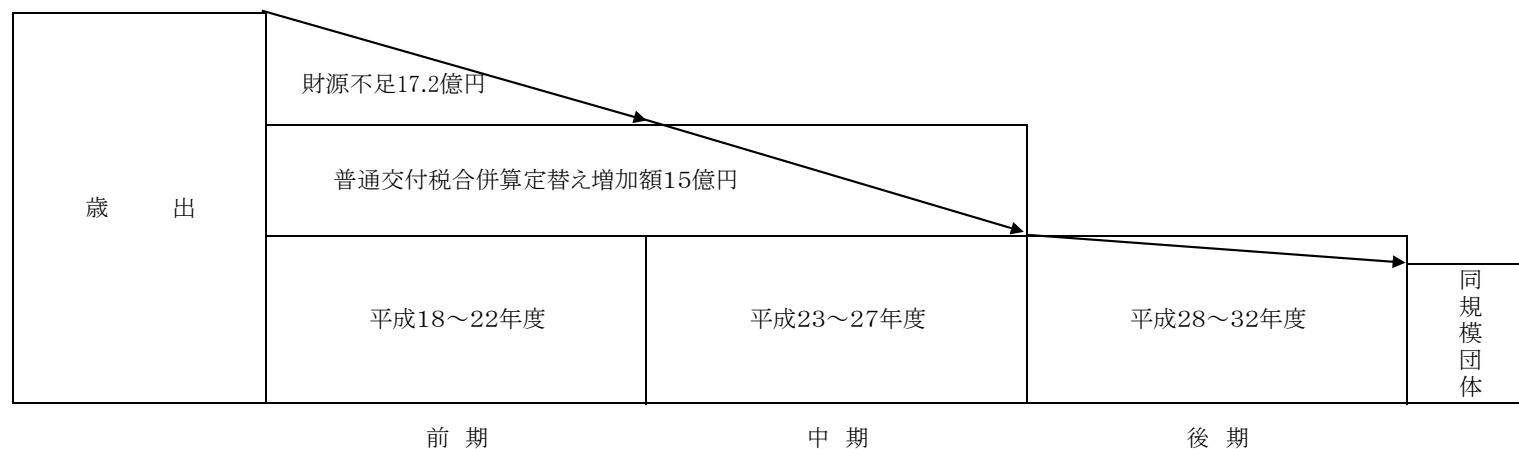 財源不足17.2億円
普通交付税合併算定替え増加額15億円
歳 出
平成18～22年度
平成23～27年度
平成28～32年度
同規模団体
前 期
中 期
後 期